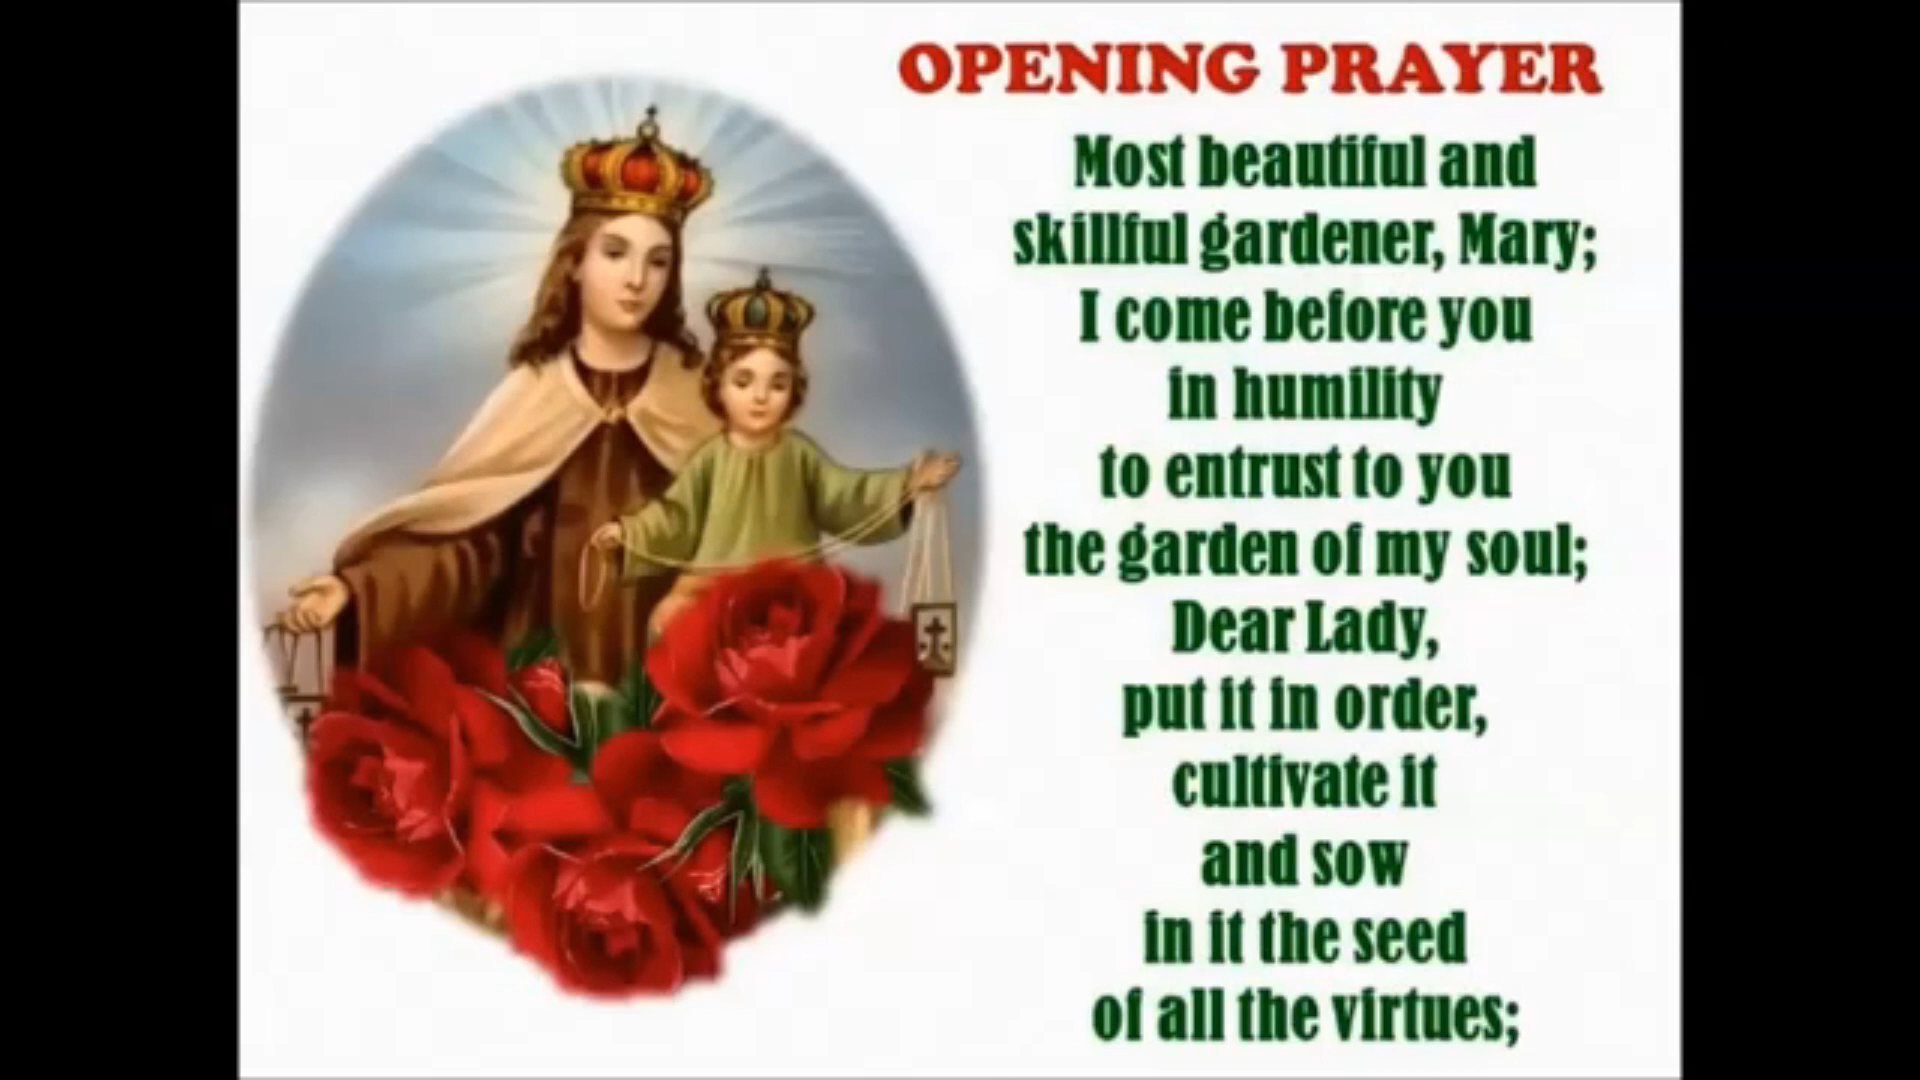 OPENING PRAYER
Most beautiful and
skillful gardener, Mary;
I come before you
in humility
to entrust to you
the garden of my soul;
Dear Lady,
put it in order,
cultivate it
and sow
in it the seed
of all the virtues;